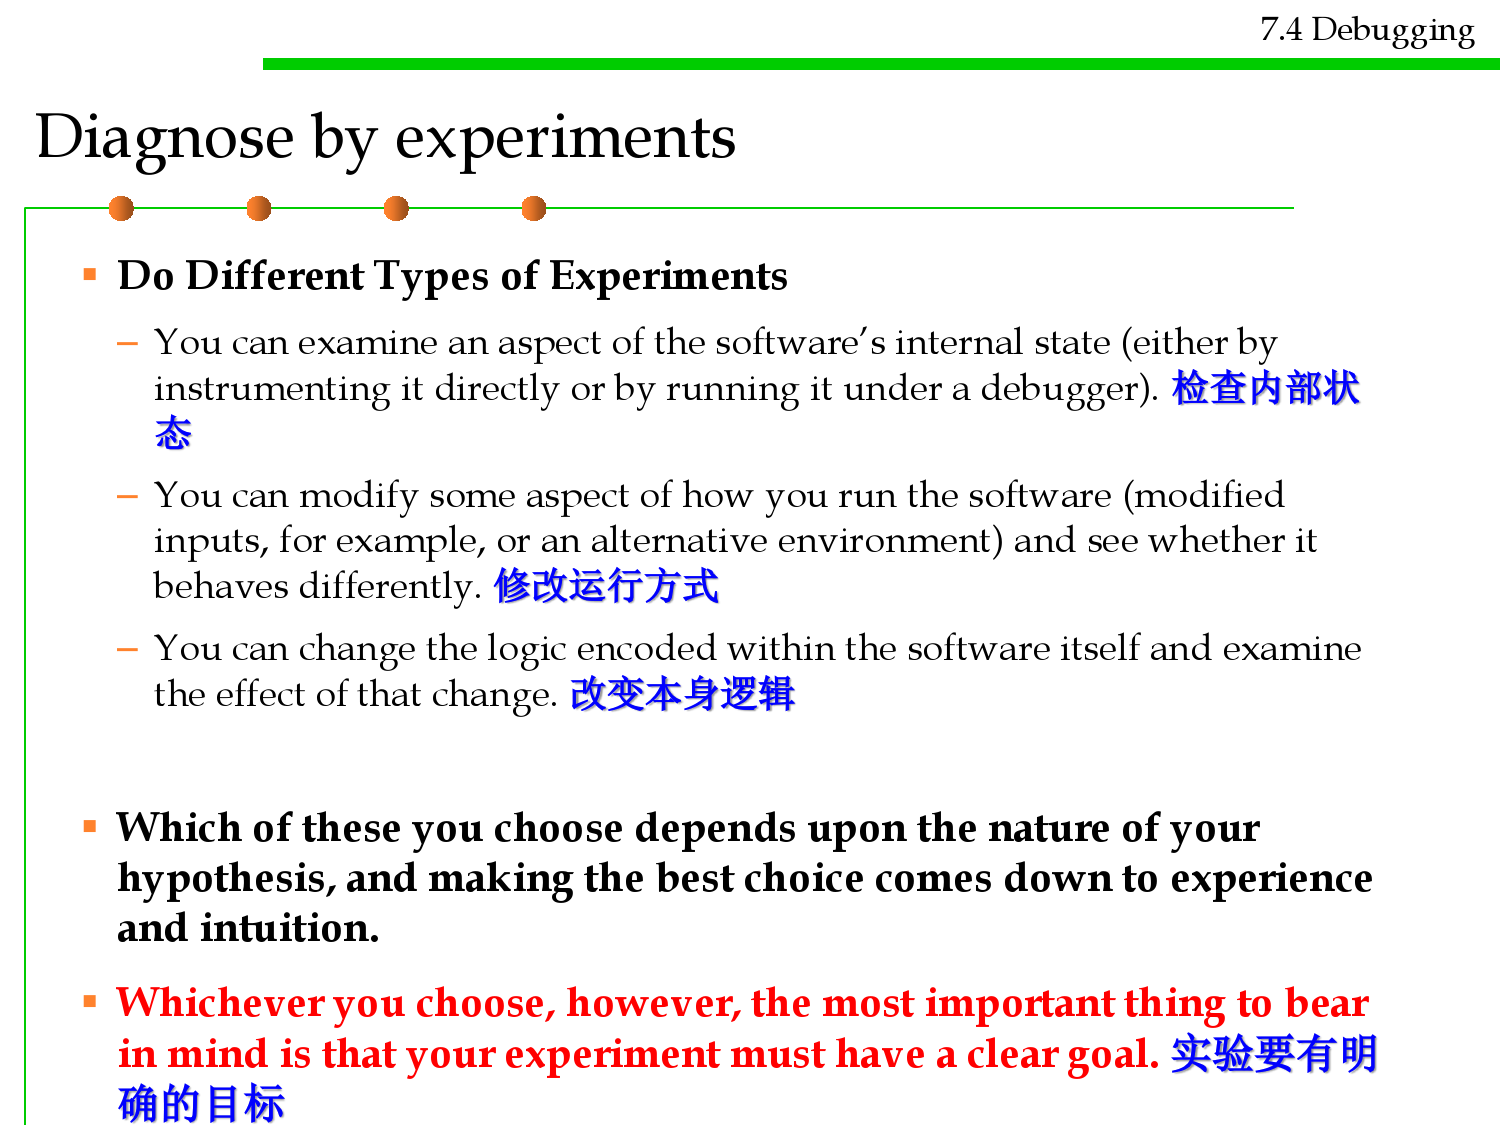 7.4 Debugging
Diagnose by experiments
Do Different Types of Experiments
– You can examine an aspect of the software’s internal state (either by
instrumenting it directly or by running it under a debugger). 检查内部状
态
– You can modify some aspect of how you run the software (modified
inputs, for example, or an alternative environment) and see whether it
behaves differently. 修改运行方式
– You can change the logic encoded within the software itself and examine
the effect of that change. 改变本身逻辑
Which of these you choose depends upon the nature of your
hypothesis, and making the best choice comes down to experience
and intuition.
Whichever you choose, however, the most important thing to bear
in mind is that your experiment must have a clear goal. 实验要有明
确的目标